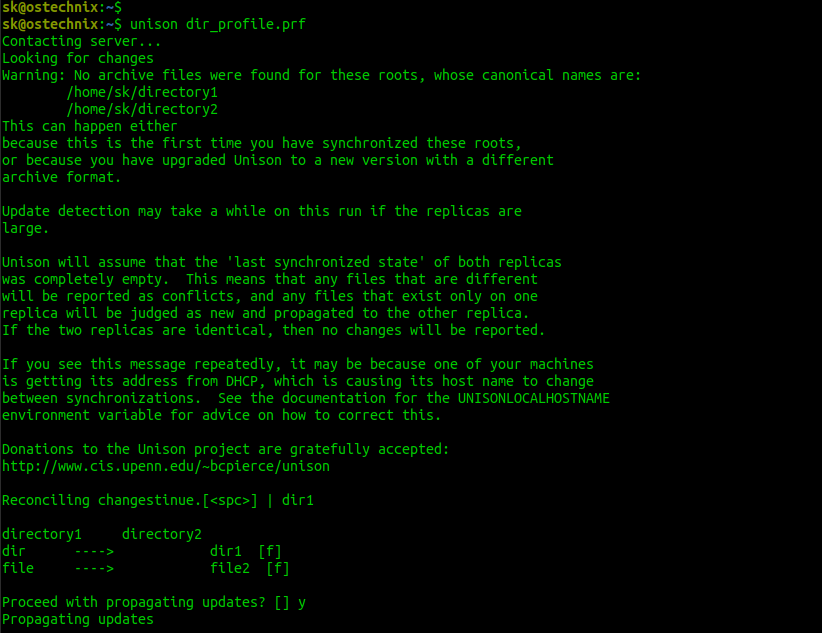 sk@ostechnix:~$
sk@ostechnix:~$ unison dir_profile.prf
Contacting server...
Looking for changes
Warning: No archive files were found for these roots, whose canonical names are:
        /home/sk/directory1
        /home/sk/directory2
This can happen either
because this is the first time you have synchronized these roots,
or because you have upgraded Unison to a new version with a different
archive format.

Update detection may take a while on this run if the replicas are
large.

Unison will assume that the 'last synchronized state' of both replicas
was completely empty.  This means that any files that are different
will be reported as conflicts, and any files that exist only on one
replica will be judged as new and propagated to the other replica.
If the two replicas are identical, then no changes will be reported.

If you see this message repeatedly, it may be because one of your machines
is getting its address from DHCP, which is causing its host name to change
between synchronizations.  See the documentation for the UNISONLOCALHOSTNAME
environment variable for advice on how to correct this.

Donations to the Unison project are gratefully accepted:
http://www.cis.upenn.edu/~bcpierce/unison

Reconciling changestinue.[<spc>] | dir1

directory1     directory2
dir      ---->            dir1  [f]
file     ---->            file2  [f]

Proceed with propagating updates? [] y
Propagating updates